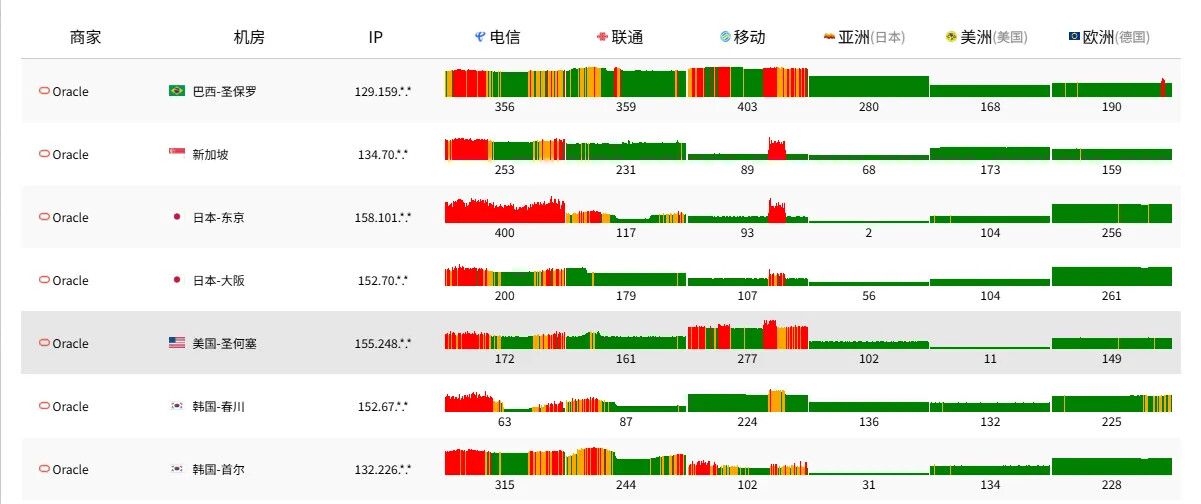 商家 机房 IP 电信 联通 移动 亚洲(日本) 美洲(美国) 欧洲(德国)
Oracle 巴西-圣保罗 129.159.*.* 356 359 403 280 168 190
Oracle 新加坡 134.70.*.* 253 231 89 68 173 159
Oracle 日本-东京 158.101.*.* 400 117 93 2 104 256
Oracle 日本-大阪 152.70.*.* 200 179 107 56 104 261
Oracle 美国-圣何塞 155.248.*.* 172 161 277 102 11 149
Oracle 韩国-春川 152.67.*.* 63 87 224 136 132 225
Oracle 韩国-首尔 132.226.*.* 315 244 102 31 134 228